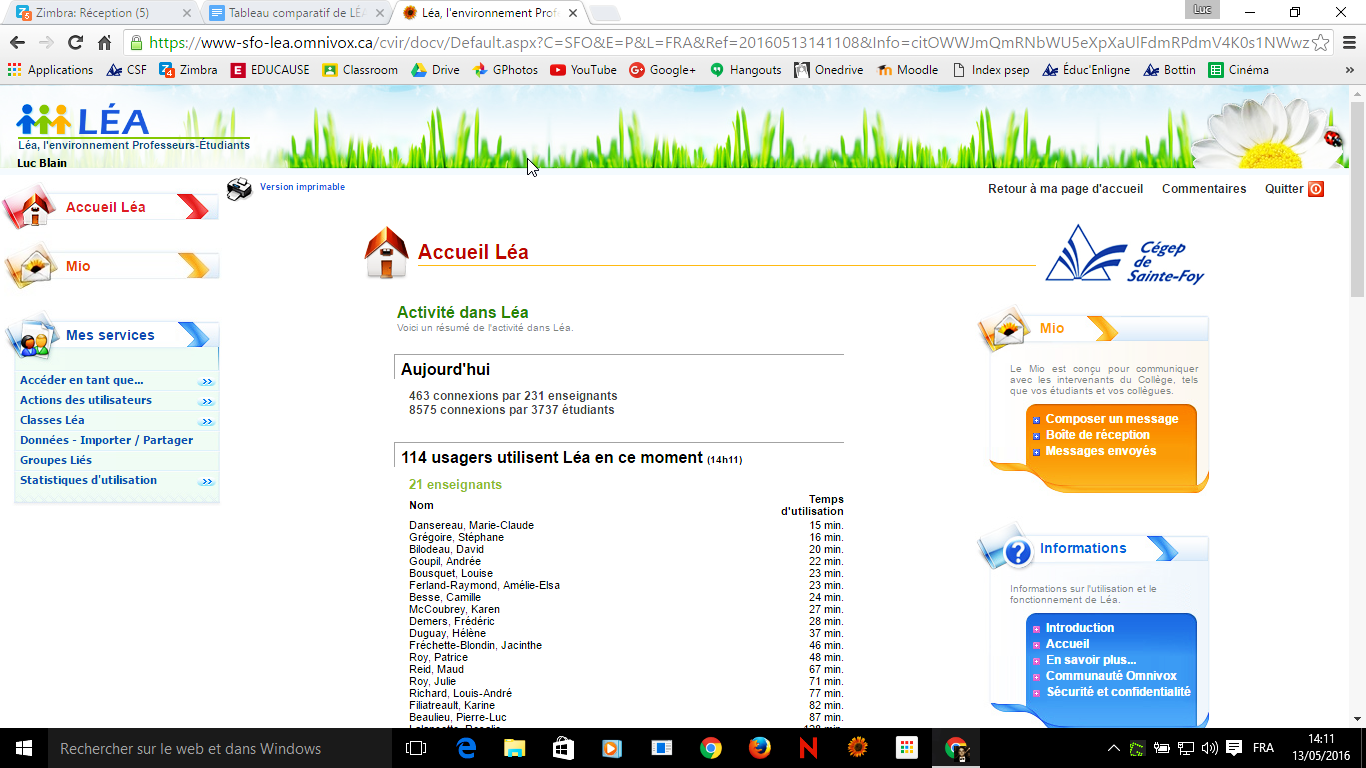 Zimbra: Réception (5)
Tableau comparatif de LÉA
Léa, l'environnement Prof
Luc
https://www-sfo-lea.omnivox.ca/cvir/docv/Default.aspx?C=SFO&E=P&L=FRA&Ref=20160513141108&Info=citOWWJmQmRNbWU5eXpXaUlFdmRPdmV4K0s1NWwz
Applications
CSF
Zimbra
EDUCAUSE
Classroom
Drive
GPhotos
YouTube
Google+
Hangouts
Onedrive
Moodle
Index psep
Éduc'Enligne
Bottin
Cinéma
»
LÉA
Léa, l'environnement Professeurs-Étudiants
Luc Blain
Accueil Léa
Mio
Mes services
Accéder en tant que...
Actions des utilisateurs
Classes Léa
Données - Importer / Partager
Groupes Liés
Statistiques d'utilisation
Version imprimable
Retour à ma page d'accueil
Commentaires
Quitter
Accueil Léa
Cégep
de
Sainte-Foy
Activité dans Léa
Voici un résumé de l'activité dans Léa.
Aujourd'hui
463 connexions par 231 enseignants
8575 connexions par 3737 étudiants
114 usagers utilisent Léa en ce moment (14h11)
21 enseignants
Nom Temps d'utilisation
Dansereau, Marie-Claude 15 min.
Grégoire, Stéphane 16 min.
Bilodeau, David 20 min.
Goupil, Andrée 22 min.
Bousquet, Louise 23 min.
Ferland-Raymond, Amélie-Elsa 23 min.
Besse, Camille 24 min.
McCoubrey, Karen 27 min.
Demers, Frédéric 28 min.
Duguay, Hélène 37 min.
Fréchette-Blondin, Jacinthe 46 min.
Roy, Patrice 48 min.
Reid, Maud 67 min.
Roy, Julie 71 min.
Richard, Louis-André 77 min.
Filiatreault, Karine 82 min.
Beaulieu, Pierre-Luc 87 min.
Mio
Le Mio est conçu pour communiquer
avec les intervenants du Collège, tels
que vos étudiants et vos collègues.
Composer un message
Boîte de réception
Messages envoyés
Informations
Informations sur l'utilisation et le
fonctionnement de Léa.
Introduction
Accueil
En savoir plus...
Communauté Omnivox
Sécurité et confidentialité
Rechercher sur le web et dans Windows
FRA
14:11
13/05/2016